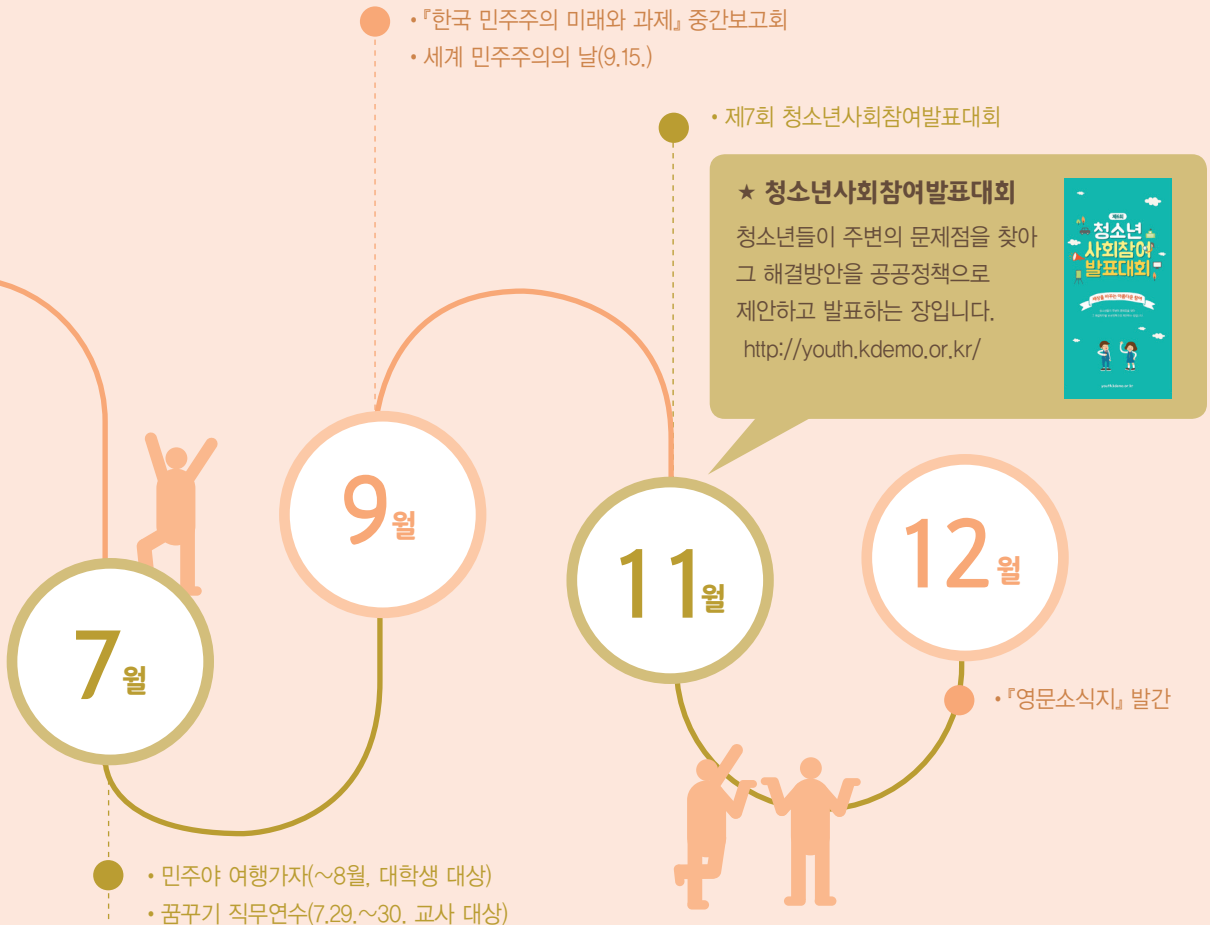 • 『한국 민주주의 미래와 과제』 중간보고회
• 세계 민주주의의 날(9.15.)
• 제7회 청소년사회참여발표대회
★ 청소년사회참여발표대회
청소년들이 주변의 문제점을 찾아
그 해결방안을 공공정책으로
제안하고 발표하는 장입니다.
http://youth.kdemo.or.kr/
청소년
사회참여
발표대회
youth.kdemo.or.kr
9월
11월
12월
7월
• 『영문소식지』 발간
• 민주야 여행가자(~8월, 대학생 대상)
• 꿈꾸기 직무연수(7.29.~30. 교사 대상)